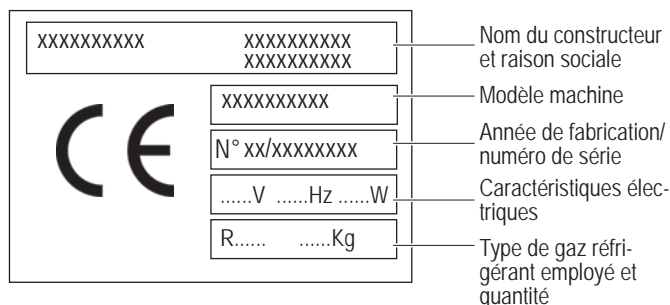 xxxxxxxxxx xxxxxxxxxx
xxxxxxxxxx
Nom du constructeur
et raison sociale
CE
xxxxxxxxxx
Modèle machine
N° xx/xxxxxxxx
Année de fabrication/
numéro de série
......V ......Hz ......W
Caractéristiques élec-
triques
R...... ......Kg
Type de gaz réfri-
gérant employé et
quantité